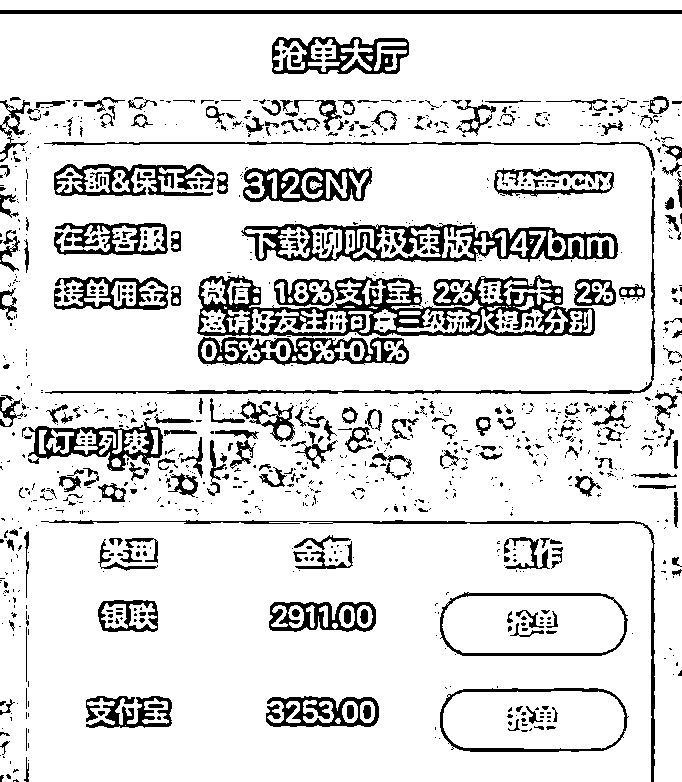 抢单大厅
余额&保证金： 312CNY 冻结金0CNY
在线客服： 下载聊呗极速版+147bnm
接单佣金： 微信：1.8% 支付宝：2% 银行卡：2% ...
邀请好友注册可拿三级流水提成分别
0.5%+0.3%+0.1%
【订单列表】
类型 金额 操作
银联 2911.00 抢单
支付宝 3253.00 抢单